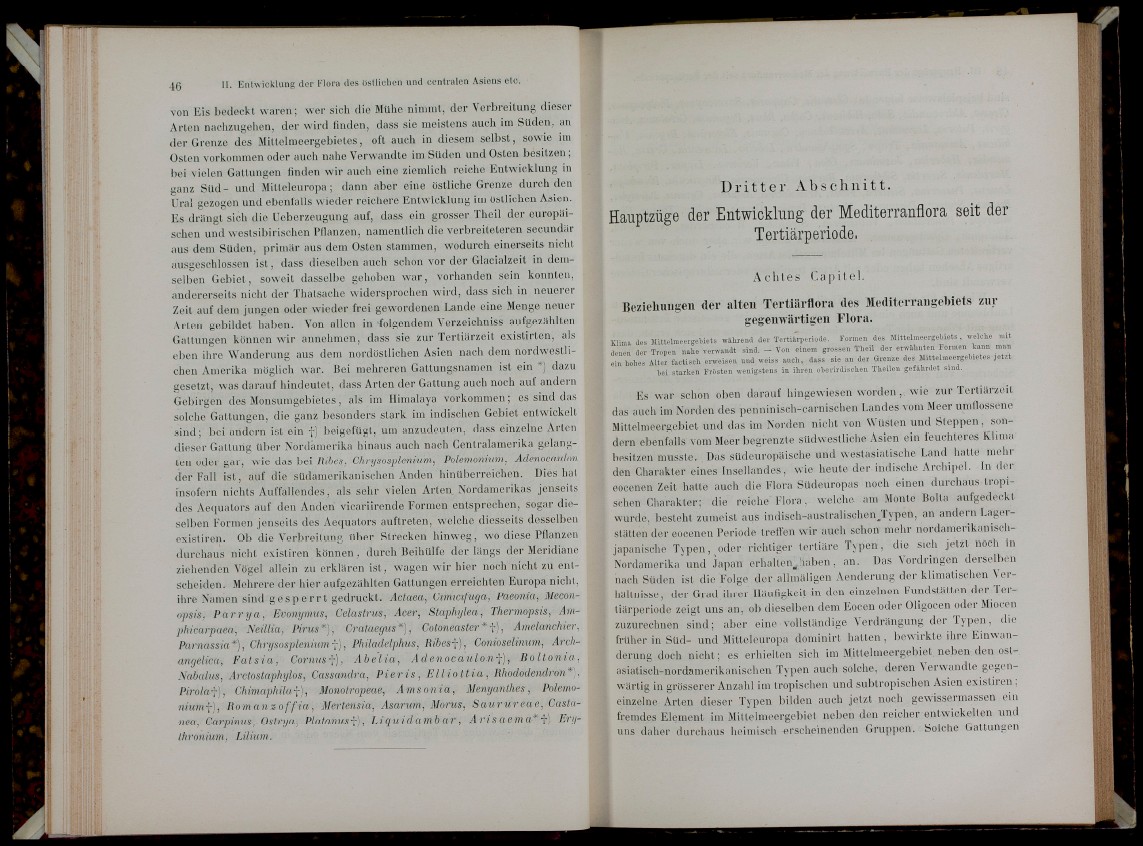 46 II. Entwicklung der Flora des östlichen und centralen Asiens etc.
von Eis bedeckt waren; wer sich die Mühe nimmt, der Verbreitung dieser
Arten nachzugehen, der wird finden, dass sie meistens auch im Süden, an
der Grenze des Mittelmeergebietes, oft auch in diesem selbst, sowie im
Osten vorkommen oder auch nahe Verwandte im Süden und Osten besitzen;
bei vielen Gattungen finden wir auch eine ziemlich reiche Entwicklung in
ganz Süd- und Mitteleuropa; dann aber eine östliche Grenze durch den
Ural gezogen und ebenfalls wieder reichere Entwicklung im östlichen Asien.
Es drängt sich die Ueberzeugung auf, dass ein grosser Theil der europäi-
schen und westsibirischen Pflanzen, namentlich die verbreiteteren secundär
aus dem Süden, primär aus dem Osten stammen, wodurch einerseits nicht
ausgeschlossen ist, dass dieselben auch schon vor der Glacialzeit in dem-
selben Gebiet, soweit dasselbe gehoben war, vorhanden sein konnten,
andererseits nicht der Thatsache widersprochen wird, dass sich in neuerer
Zeit auf dem jungen oder wieder frei gewordenen Lande eine Menge neuer
Arten gebildet haben. Von allen in folgendem Verzeichniss aufgezählten
Gattungen können wir annehmen, dass sie zur Tertiärzeit existirten, als
eben ihre Wanderung aus dem nordöstlichen Asien nach dem nordwestli-
chen Amerika möglich war. Bei mehreren Gattungsnamen ist ein *) dazu
gesetzt, was darauf hindeutet, dass Arten der Gattung auch noch auf andern
Gebirgen des Monsumgebietes, als im Himalaya vorkommen; es sind das
solche Gattungen, die ganz besonders stark im indischen Gebiet entwickelt
sind; bei andern ist ein †) beigefügt, um anzudeuten, dass einzelne Arten
dieser Gattung über Nordamerika hinaus auch nach Centralamerika gelang-
ten oder gar, wie das bei Ribes, Chrysosplenium, Polemonium, Adenocaulon
der Fall ist, auf die südamerikanischen Anden hinüberreichen. Dies hat
insofern nichts Auffallendes, als sehr vielen Arten Nordamerikas jenseits
des Aequators auf den Anden vicariirende Formen entsprechen, sogar die-
selben Formen jenseits des Aequators auftreten, welche diesseits desselben
existiren. Ob die Verbreitung über Strecken hinweg, wo diese Pflanzen
durchaus nicht existiren können, durch Beihülfe der längs der Meridiane
ziehenden Vögel allein zu erklären ist, wagen wir hier noch nicht zu ent-
scheiden. Mehrere der hier aufgezählten Gattungen erreichten Europa nicht,
ihre Namen sind gesperrt gedruckt. Actaea, Cimicifuga, Paeonia, Mecon-
opsis, Parrya, Evonymus, Celastrus, Acer, Staphylea, Thermopsis, Am-
phicarpaea, Neillia, Pirus*), Crataegus*), Cotoneaster*†), Amelanchier,
Parnassia*), Chrysosplenium†), Philadelphus, Ribes†), Conioselinum, Arch-
angelica, Fatsia, Cornus†), Abelia, Adenocaulon†), Boltonia,
Nabalus, Arctostaphylos, Cassandra, Pieris, Elliottia, Rhododendron*),
Pirola†), Chimaphila†), Monotropeae, Amsonia, Menyanthes, Polemo-
nium†), Romanzoffia, Mertensia, Asarum, Morus, Saurureae, Casta-
nea, Carpinus, Ostrya, Platanus†), Liquidambar, Arisaema*†) Ery-
thronium, Lilium.
Dritter Abschnitt.
Hauptzüge der Entwicklung der Mediterranflora seit der
Tertiärperiode.
Achtes Capitel.
Beziehungen der alten Tertiärflora des Mediterrangebiets zur
gegenwärtigen Flora.
Klima des Mittelmeergebiets während der Tertiärperiode. Formen des Mittelmeergebiets, welche mit
denen der Tropen nahe verwandt sind. — Von einem grossen Theil der erwähnten Formen kann man
ein hohes Alter factisch erweisen und weiss auch, dass sie an der Grenze des Mittelmeergebietes jetzt
bei starken Frösten wenigstens in ihren oberirdischen Theilen gefährdet sind.
Es war schon oben darauf hingewiesen worden, wie zur Tertiärzeit
das auch im Norden des penninisch-carnischen Landes vom Meer umflossene
Mittelmeergebiet und das im Norden nicht von Wüsten und Steppen, son-
dern ebenfalls vom Meer begrenzte südwestliche Asien ein feuchteres Klima
besitzen musste. Das südeuropäische und westasiatische Land hatte mehr
den Charakter eines Insellandes, wie heute der indische Archipel. In der
eocenen Zeit hatte auch die Flora Südeuropas noch einen durchaus tropi-
schen Charakter; die reiche Flora, welche am Monte Bolta aufgedeckt
wurde, besteht zumeist aus indisch-australischen Typen, an andern Lager-
stätten der eocenen Periode treffen wir auch schon mehr nordamerikanisch-
japanische Typen, oder richtiger tertiäre Typen, die sich jetzt noch in
Nordamerika und Japan erhalten haben, an. Das Vordringen derselben
nach Süden ist die Folge der allmäligen Aenderung der klimatischen Ver-
hältnisse, der Grad ihrer Häufigkeit in den einzelnen Fundstätten der Ter-
tiärperiode zeigt uns an, ob dieselben dem Eocen oder Oligocen oder Miocen
zuzurechnen sind; aber eine vollständige Verdrängung der Typen, die
früher in Süd- und Mitteleuropa dominirt hatten, bewirkte ihre Einwan-
derung doch nicht; es erhielten sich im Mittelmeergebiet neben den ost-
asiatisch-nordamerikanischen Typen auch solche, deren Verwandte gegen-
wärtig in grösserer Anzahl im tropischen und subtropischen Asien existiren;
einzelne Arten dieser Typen bilden auch jetzt noch gewissermassen ein
fremdes Element im Mittelmeergebiet neben den reicher entwickelten und
uns daher durchaus heimisch erscheinenden Gruppen. Solche Gattungen